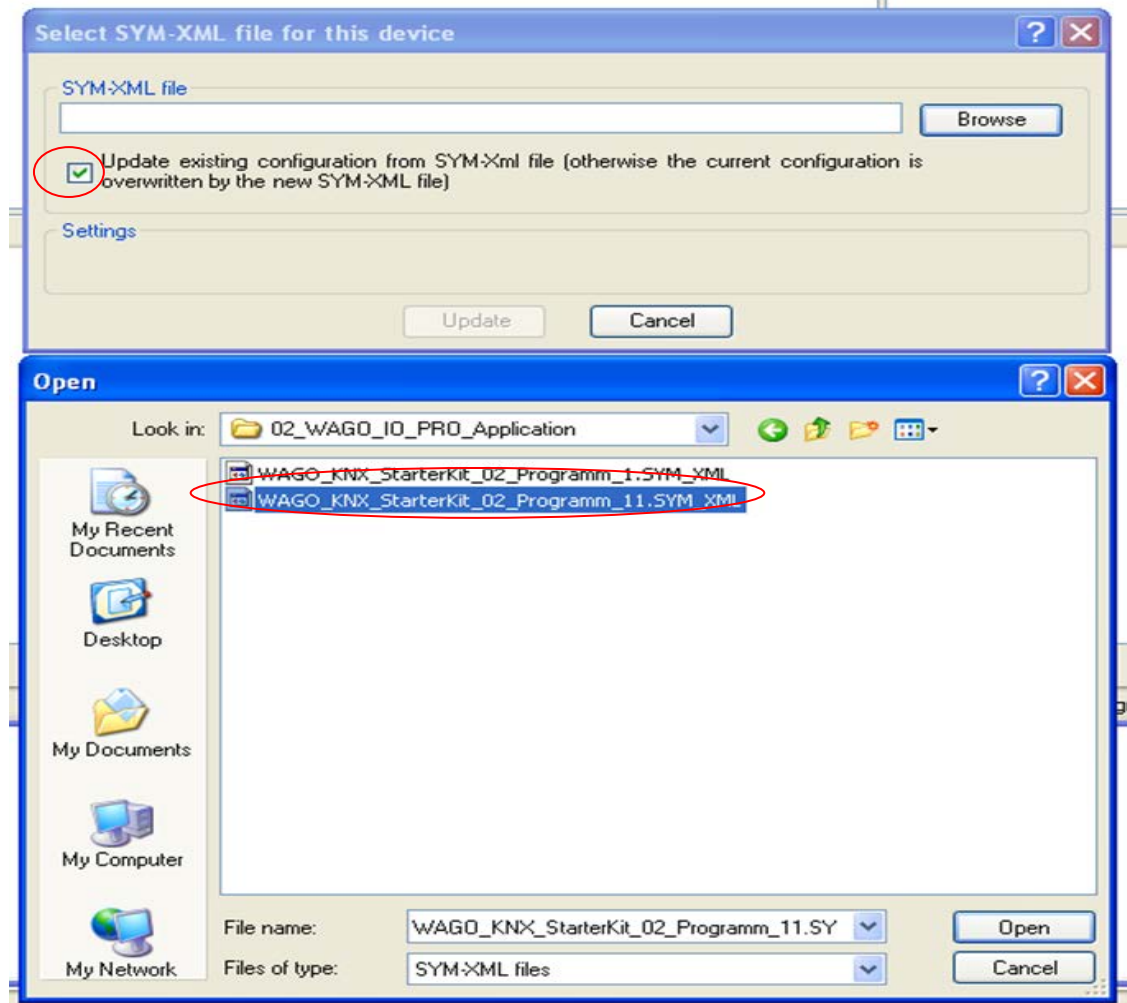 Select SYM-XML file for this device
SYM-XML file
Browse
Update existing configuration from SYM-Xml file (otherwise the current configuration is
overwritten by the new SYM-XML file)
Settings
Update
Cancel
Open
Look in:
02_WAGO_IO_PRO_Application
WAGO_KNX_StarterKit_02_Programm_1.SYM_XML
WAGO_KNX_StarterKit_02_Programm_11.SYM_XML
My Recent
Documents
Desktop
My Documents
My Computer
My Network
File name:
WAGO_KNX_StarterKit_02_Programm_11.SY
Open
Files of type:
SYM-XML files
Cancel